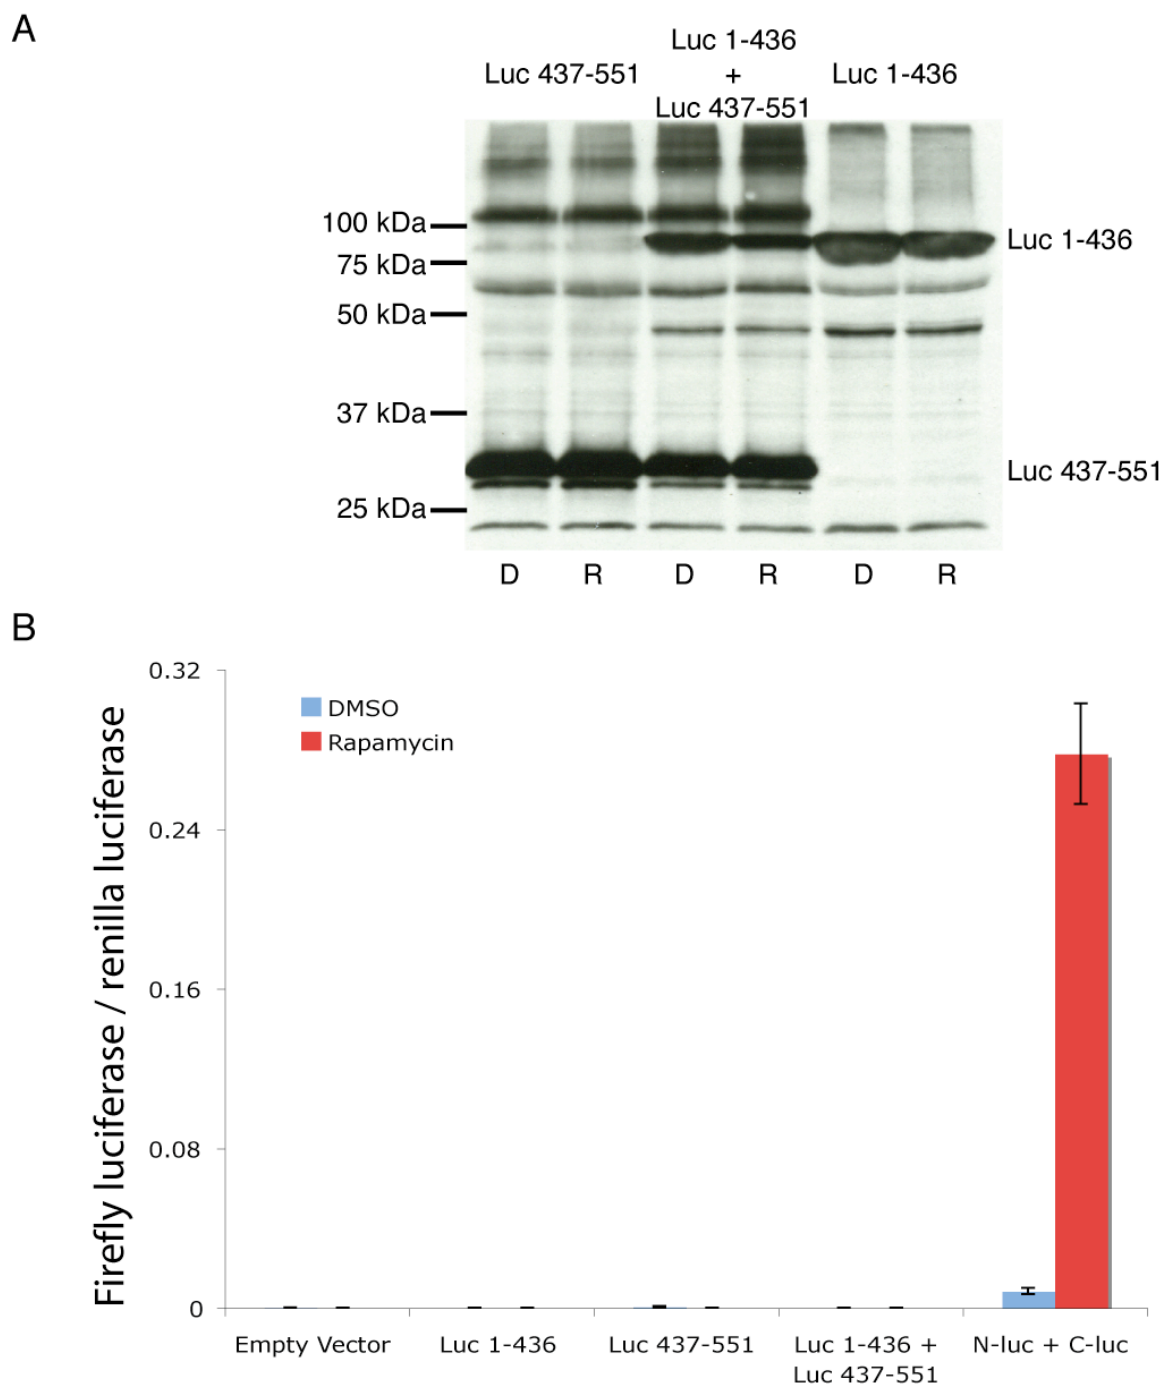 A
Luc 1-436
Luc 437-551 + Luc 1-436
Luc 437-551
100 kDa
Luc 1-436
75 kDa
50 kDa
37 kDa
Luc 437-551
25 kDa
D R D R D R
B
0.32
DMSO
Rapamycin
0.24
0.16
0.08
0
Firefly luciferase / renilla luciferase
Empty Vector Luc 1-436 Luc 437-551 Luc 1-436 + N-luc + C-luc
Luc 437-551